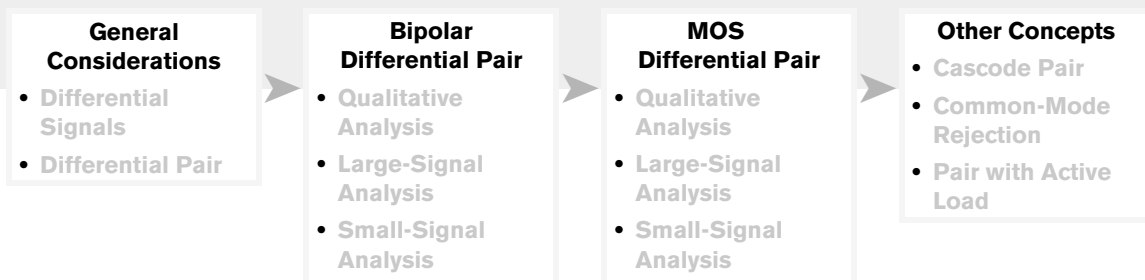 General
Considerations
• Differential
Signals
• Differential Pair
Bipolar
Differential Pair
• Qualitative
Analysis
• Large-Signal
Analysis
• Small-Signal
Analysis
MOS
Differential Pair
• Qualitative
Analysis
• Large-Signal
Analysis
• Small-Signal
Analysis
Other Concepts
• Cascode Pair
• Common-Mode
Rejection
• Pair with Active
Load